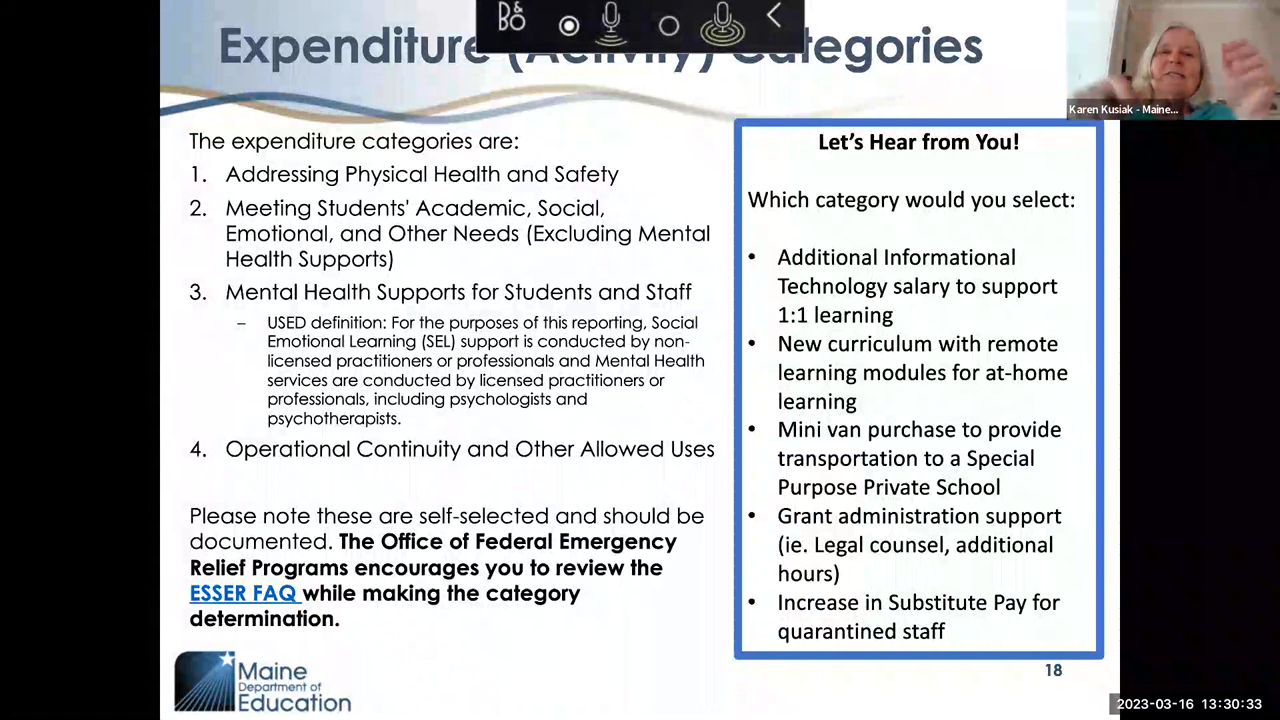 B&O
Expenditure (Activity) Categories
Karen Kusiak - Maine...
The expenditure categories are:
1. Addressing Physical Health and Safety
2. Meeting Students' Academic, Social,
Emotional, and Other Needs (Excluding Mental
Health Supports)
3. Mental Health Supports for Students and Staff
– USED definition: For the purposes of this reporting, Social
Emotional Learning (SEL) support is conducted by non-
licensed practitioners or professionals and Mental Health
services are conducted by licensed practitioners or
professionals, including psychologists and
psychotherapists.
4. Operational Continuity and Other Allowed Uses
Please note these are self-selected and should be
documented. The Office of Federal Emergency
Relief Programs encourages you to review the
ESSER FAQ while making the category
determination.
Let's Hear from You!
Which category would you select:
• Additional Informational
Technology salary to support
1:1 learning
• New curriculum with remote
learning modules for at-home
learning
• Mini van purchase to provide
transportation to a Special
Purpose Private School
• Grant administration support
(ie. Legal counsel, additional
hours)
• Increase in Substitute Pay for
quarantined staff
Maine
Department of
Education
18
2023-03-16 13:30:33